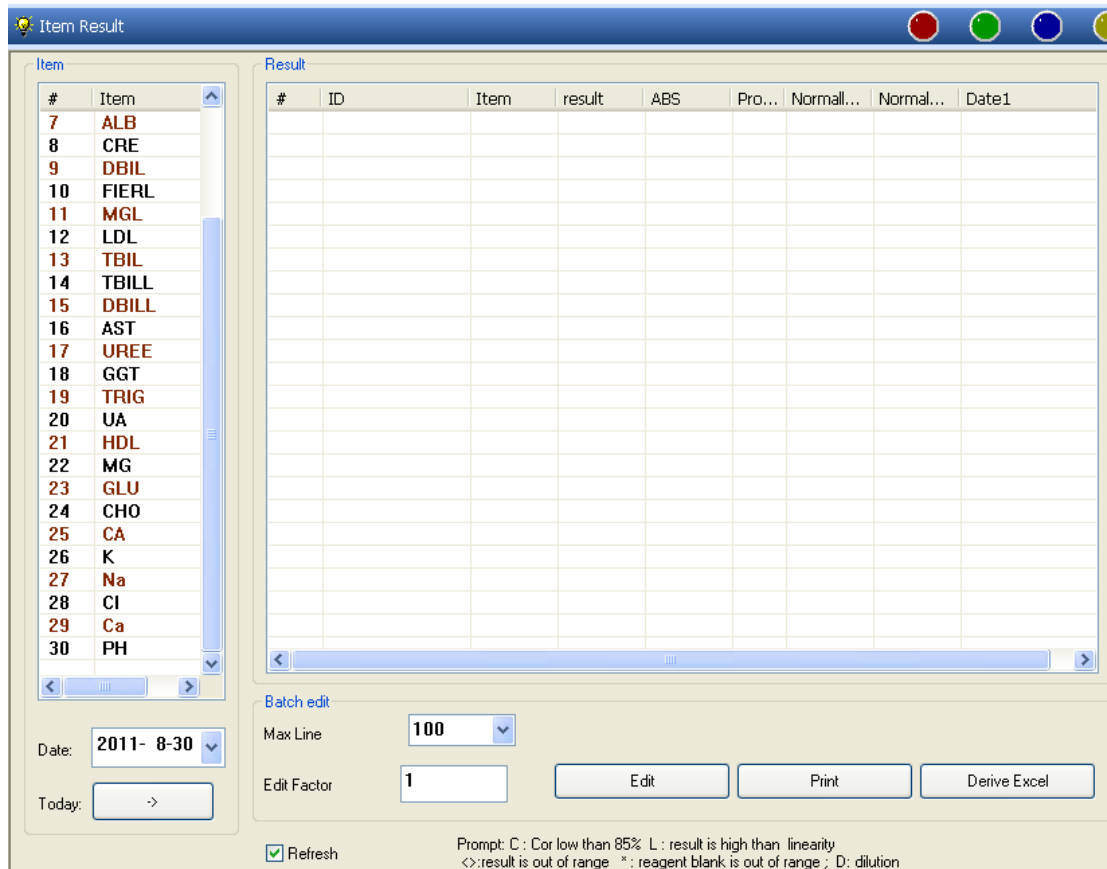 Item Result
Item
# Item
7 ALB
8 CRE
9 DBIL
10 FIERL
11 MGL
12 LDL
13 TBIL
14 TBILL
15 DBILL
16 AST
17 UREE
18 GGT
19 TRIG
20 UA
21 HDL
22 MG
23 GLU
24 CHO
25 CA
26 K
27 Na
28 Cl
29 Ca
30 PH
Date: 2011- 8-30
Today: ->
Result
# ID Item result ABS Pro... Normall... Normal... Date1
Batch edit
Max Line 100
Edit Factor 1 Edit Print Derive Excel
Refresh
Prompt: C : Cor low than 85% L : result is high than linearity
<>:result is out of range * : reagent blank is out of range ; D: dilution